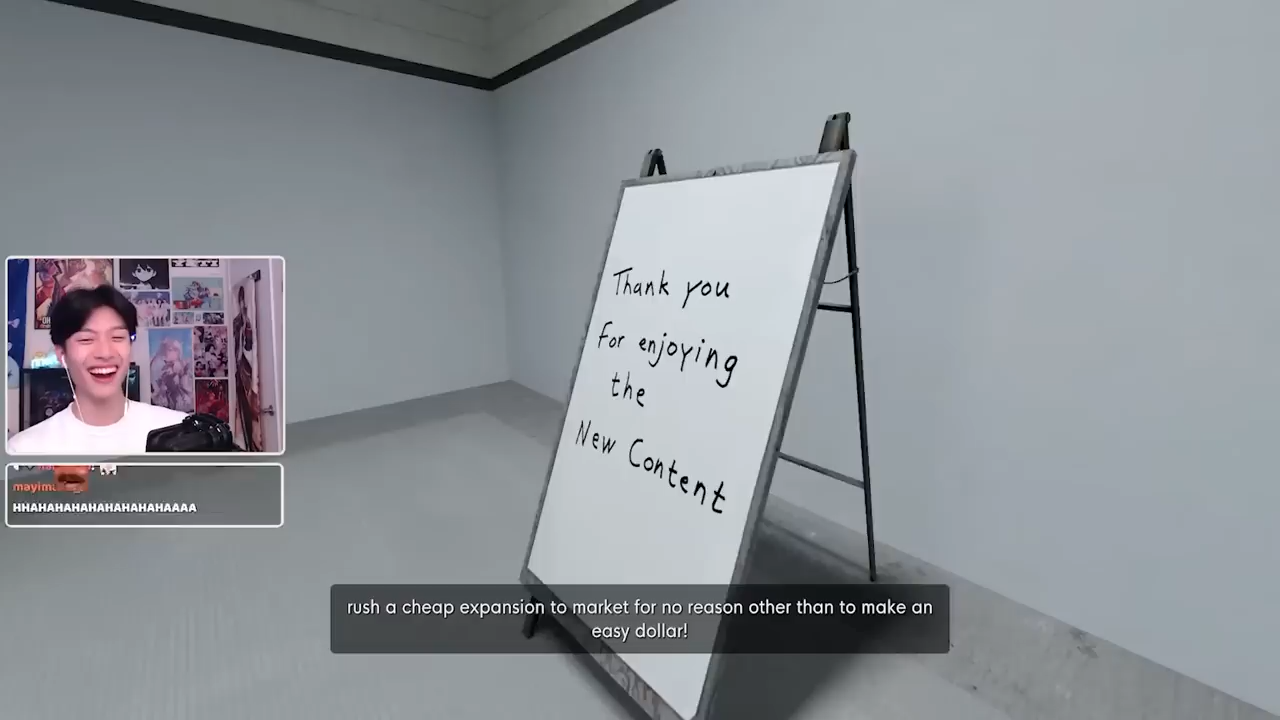 Thank you
for enjoying
the
New Content
HHAHAHAHAHAHAHAHAHAAAA
rush a cheap expansion to market for no reason other than to make an
easy dollar!